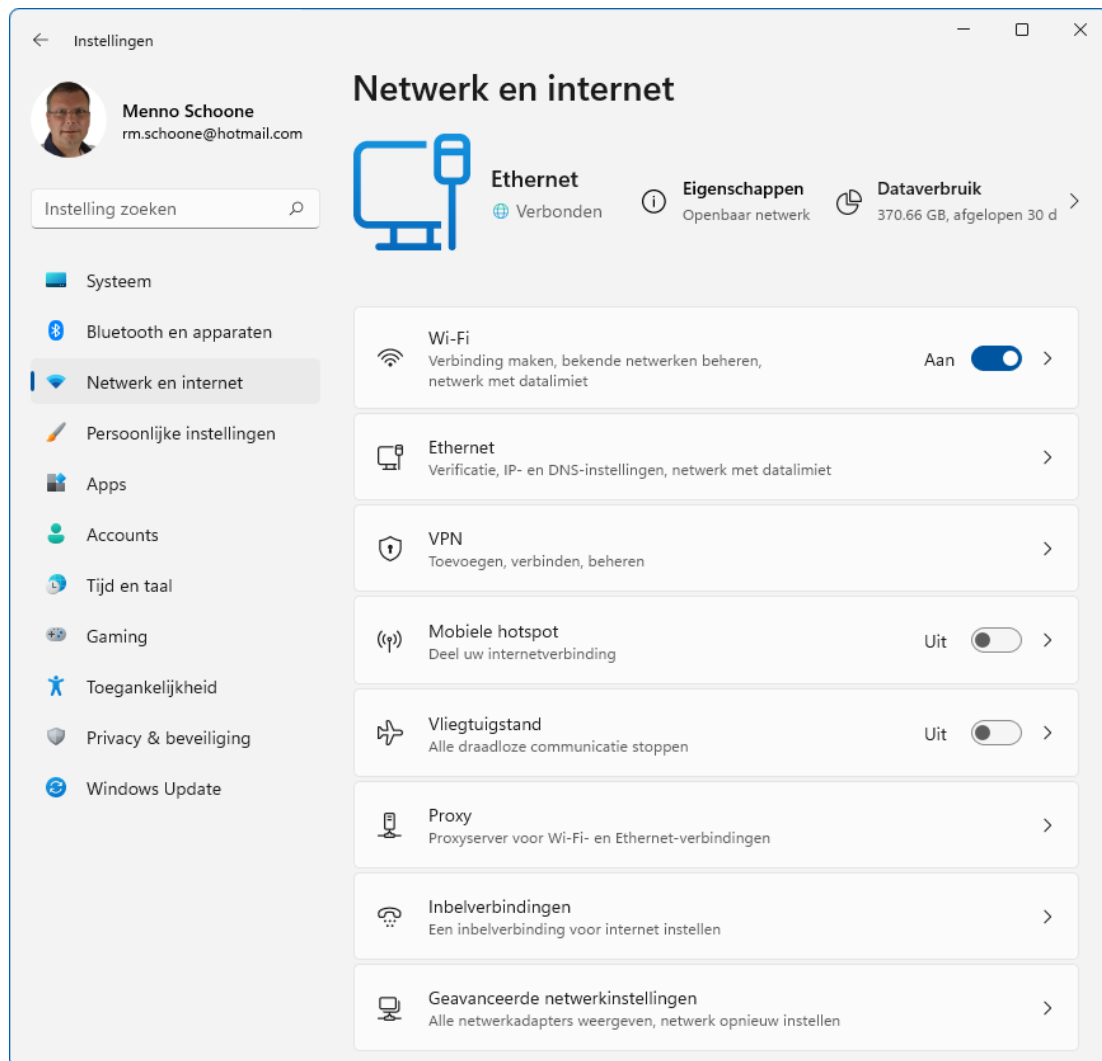 Instellingen
Menno Schoone
rm.schoone@hotmail.com
Instelling zoeken
Systeem
Bluetooth en apparaten
Netwerk en internet
Persoonlijke instellingen
Apps
Accounts
Tijd en taal
Gaming
Toegankelijkheid
Privacy & beveiliging
Windows Update
Netwerk en internet
Ethernet
Verbonden
Eigenschappen
Openbaar netwerk
Dataverbruik
370.66 GB, afgelopen 30 d
Wi-Fi
Verbinding maken, bekende netwerken beheren,
netwerk met datalimiet
Aan
Ethernet
Verificatie, IP- en DNS-instellingen, netwerk met datalimiet
VPN
Toevoegen, verbinden, beheren
Mobiele hotspot
Deel uw internetverbinding
Uit
Vliegtuigstand
Alle draadloze communicatie stoppen
Uit
Proxy
Proxyserver voor Wi-Fi- en Ethernet-verbindingen
Inbelverbindingen
Een inbelverbinding voor internet instellen
Geavanceerde netwerkinstellingen
Alle netwerkadapters weergeven, netwerk opnieuw instellen